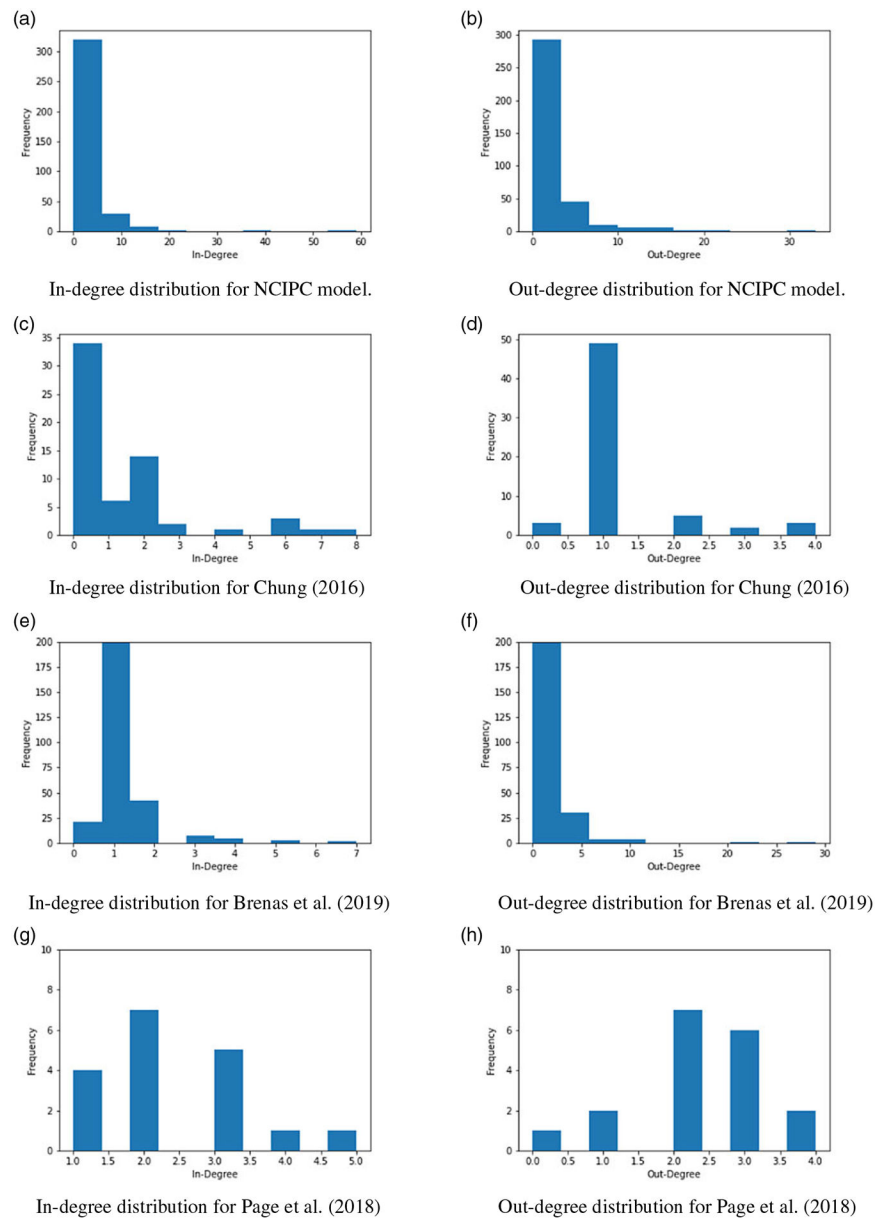 (a)
300
250
200
150
100
50
0
Frequency
0 10 20 30 40 50 60
In-Degree
In-degree distribution for NCIPC model.
(b)
300
250
200
150
100
50
0
Frequency
0 10 20 30
Out-Degree
Out-degree distribution for NCIPC model.
(c)
35
30
25
20
15
10
5
0
Frequency
0 1 2 3 4 5 6 7 8
In-Degree
In-degree distribution for Chung (2016)
(d)
50
40
30
20
10
0
Frequency
0.0 0.5 1.0 1.5 2.0 2.5 3.0 3.5 4.0
Out-Degree
Out-degree distribution for Chung (2016)
(e)
200
175
150
125
100
75
50
25
0
Frequency
0 1 2 3 4 5 6 7
In-Degree
In-degree distribution for Brenas et al. (2019)
(f)
200
175
150
125
100
75
50
25
0
Frequency
0 5 10 15 20 25 30
Out-Degree
Out-degree distribution for Brenas et al. (2019)
(g)
10
8
6
4
2
0
Frequency
1.0 1.5 2.0 2.5 3.0 3.5 4.0 4.5 5.0
In-Degree
In-degree distribution for Page et al. (2018)
(h)
10
8
6
4
2
0
Frequency
0.0 0.5 1.0 1.5 2.0 2.5 3.0 3.5 4.0
Out-Degree
Out-degree distribution for Page et al. (2018)